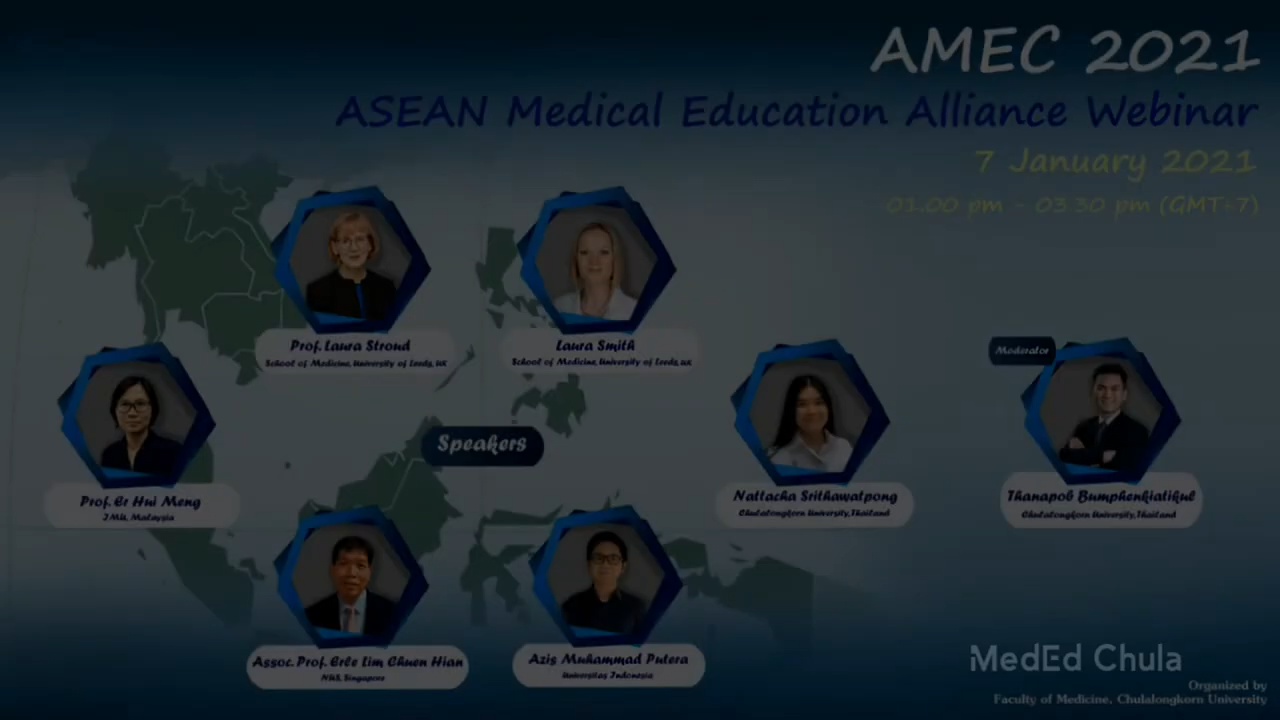 AMEC 2021
ASEAN Medical Education Alliance Webinar
7 January 2021
01.00 pm - 03.30 pm (GMT+7)
Prof. Laura Stroud
School of Medicine, University of Leeds, UK
Laura Smith
School of Medicine, University of Leeds, UK
Moderator
Prof. Er Hui Meng
IMU, Malaysia
Speakers
Nattacha Srithawatpong
Chulalongkorn University, Thailand
Thanapob Bumphenkiatikul
Chulalongkorn University, Thailand
Assoc. Prof. Erle Lim Chuen Hian
NUS, Singapore
Azis Muhammad Putera
Universitas Indonesia
MedEd Chula
Organized by
Faculty of Medicine, Chulalongkorn University